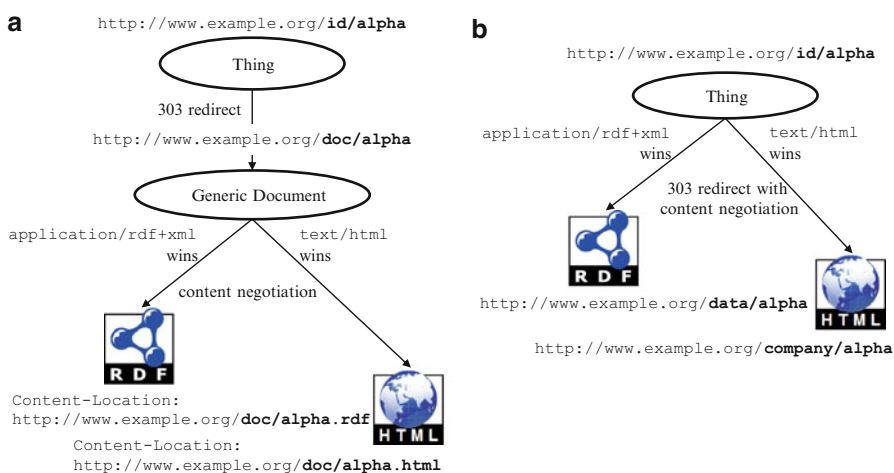 a
http://www.example.org/id/alpha
Thing
303 redirect
http://www.example.org/doc/alpha
Generic Document
application/rdf+xml
wins
text/html
wins
content negotiation
RDF
Content-Location:
http://www.example.org/doc/alpha.rdf
HTML
Content-Location:
http://www.example.org/doc/alpha.html
b
http://www.example.org/id/alpha
Thing
application/rdf+xml
wins
text/html
wins
303 redirect with
content negotiation
RDF
http://www.example.org/data/alpha
HTML
http://www.example.org/company/alpha